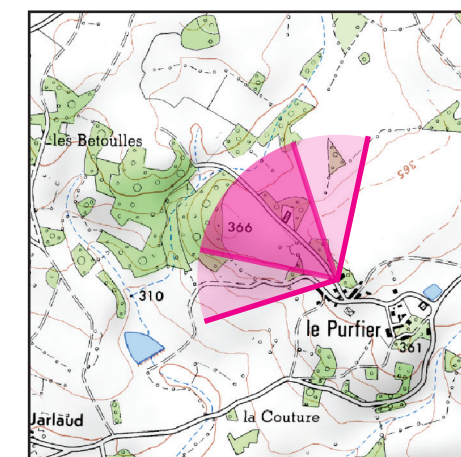 les Betoulles
365
366
310
le Purfier
361
Jarlaud
la Couture